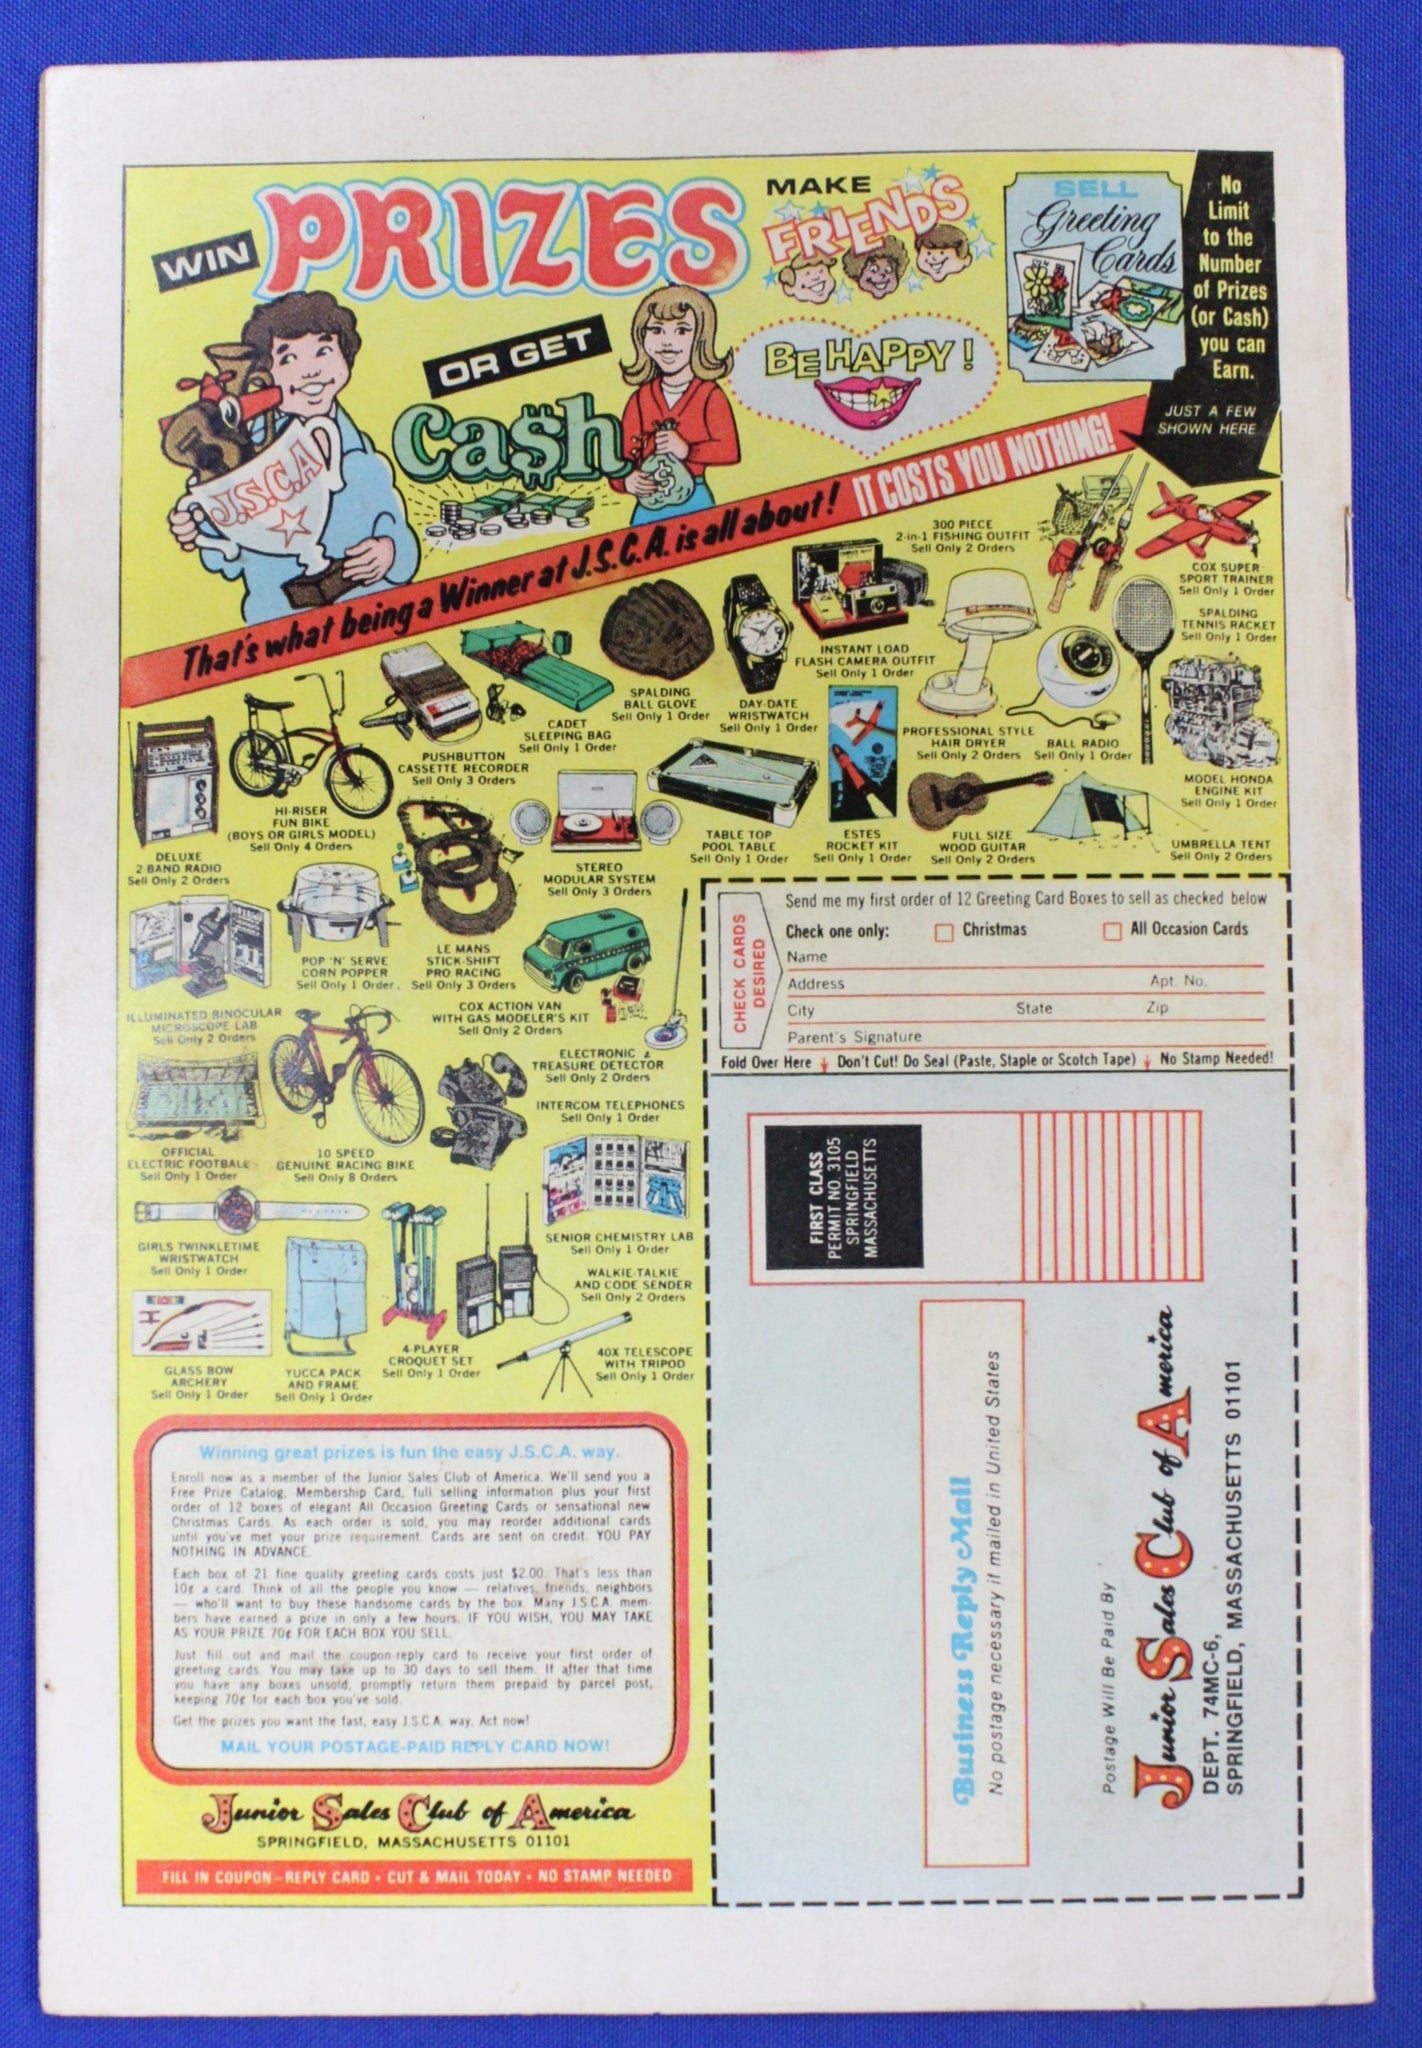 WIN
PRIZES
MAKE
FRIENDS
SELL
Greeting
Cards
No
Limit
to the
Number
of Prizes
(or Cash)
you can
Earn.
JUST A FEW
SHOWN HERE
OR GET
Ca$h
BE HAPPY!
J.S.C.A
$
That's what being a Winner at J.S.C.A. is all about! IT COSTS YOU NOTHING!
300 PIECE
2-in-1 FISHING OUTFIT
Sell Only 2 Orders
COX SUPER
SPORT TRAINER
Sell Only 1 Order
SPALDING
TENNIS RACKET
Sell Only 1 Order
INSTANT LOAD
FLASH CAMERA OUTFIT
Sell Only 1 Order
SPALDING
BALL GLOVE
Sell Only 1 Order
DAY-DATE
WRISTWATCH
Sell Only 1 Order
CADET
SLEEPING BAG
Sell Only 1 Order
PUSHBUTTON
CASSETTE RECORDER
Sell Only 3 Orders
PROFESSIONAL STYLE
HAIR DRYER
Sell Only 2 Orders
BALL RADIO
Sell Only 1 Order
MODEL HONDA
ENGINE KIT
Sell Only 1 Order
HI-RISER
FUN BIKE
(BOYS OR GIRLS MODEL)
Sell Only 4 Orders
DELUXE
2-BAND RADIO
Sell Only 2 Orders
STEREO
MODULAR SYSTEM
Sell Only 3 Orders
TABLE TOP
POOL TABLE
Sell Only 1 Order
ESTES
ROCKET KIT
Sell Only 1 Order
FULL SIZE
WOOD GUITAR
Sell Only 2 Orders
UMBRELLA TENT
Sell Only 2 Orders
POP 'N' SERVE
CORN POPPER
Sell Only 1 Order
LE MANS
STICK-SHIFT
PRO RACING
Sell Only 3 Orders
COX ACTION VAN
WITH GAS MODELER'S KIT
Sell Only 2 Orders
ILLUMINATED BINOCULAR
MICROSCOPE LAB
Sell Only 2 Orders
ELECTRONIC
TREASURE DETECTOR
Sell Only 2 Orders
INTERCOM TELEPHONES
Sell Only 1 Order
OFFICIAL
ELECTRIC FOOTBALL
Sell Only 1 Order
10 SPEED
GENUINE RACING BIKE
Sell Only 8 Orders
SENIOR CHEMISTRY LAB
Sell Only 1 Order
GIRLS TWINKLETIME
WRISTWATCH
Sell Only 1 Order
WALKIE-TALKIE
AND CODE SENDER
Sell Only 2 Orders
GLASS BOW
ARCHERY
Sell Only 1 Order
YUCCA PACK
AND FRAME
Sell Only 1 Order
4-PLAYER
CROQUET SET
Sell Only 1 Order
40X TELESCOPE
WITH TRIPOD
Sell Only 1 Order
Winning great prizes is fun the easy J.S.C.A. way.
Enroll now as a member of the Junior Sales Club of America. We'll send you a
Free Prize Catalog, Membership Card, full selling information plus your first
order of 12 boxes of elegant All Occasion Greeting Cards or sensational new
Christmas Cards. As each order is sold, you may reorder additional cards
until you've met your prize requirement. Cards are sent on credit. YOU PAY
NOTHING IN ADVANCE.
Each box of 21 fine quality greeting cards costs just $2.00. That's less than
10¢ a card. Think of all the people you know — relatives, friends, neighbors
— who'll want to buy these handsome cards by the box. Many J.S.C.A. mem-
bers have earned a prize in only a few hours. IF YOU WISH, YOU MAY TAKE
AS YOUR PRIZE 70¢ FOR EACH BOX YOU SELL.
Just fill out and mail the coupon-reply card to receive your first order of
greeting cards. You may take up to 30 days to sell them. If after that time
you have any boxes unsold, promptly return them prepaid by parcel post,
keeping 70¢ for each box you've sold.
Get the prizes you want the fast, easy J.S.C.A. way. Act now!
MAIL YOUR POSTAGE-PAID REPLY CARD NOW!
Junior Sales Club of America
SPRINGFIELD, MASSACHUSETTS 01101
FILL IN COUPON–REPLY CARD • CUT & MAIL TODAY • NO STAMP NEEDED
CHECK CARDS
DESIRED
Send me my first order of 12 Greeting Card Boxes to sell as checked below
Check one only: Christmas All Occasion Cards
Name
Address Apt. No.
City State Zip
Parent's Signature
Fold Over Here Don't Cut! Do Seal (Paste, Staple or Scotch Tape) No Stamp Needed!
FIRST CLASS
PERMIT NO. 3105
SPRINGFIELD
MASSACHUSETTS
Business Reply Mail
No postage necessary if mailed in United States
Postage Will Be Paid By
Junior Sales Club of America
DEPT. 74MC-6,
SPRINGFIELD, MASSACHUSETTS 01101